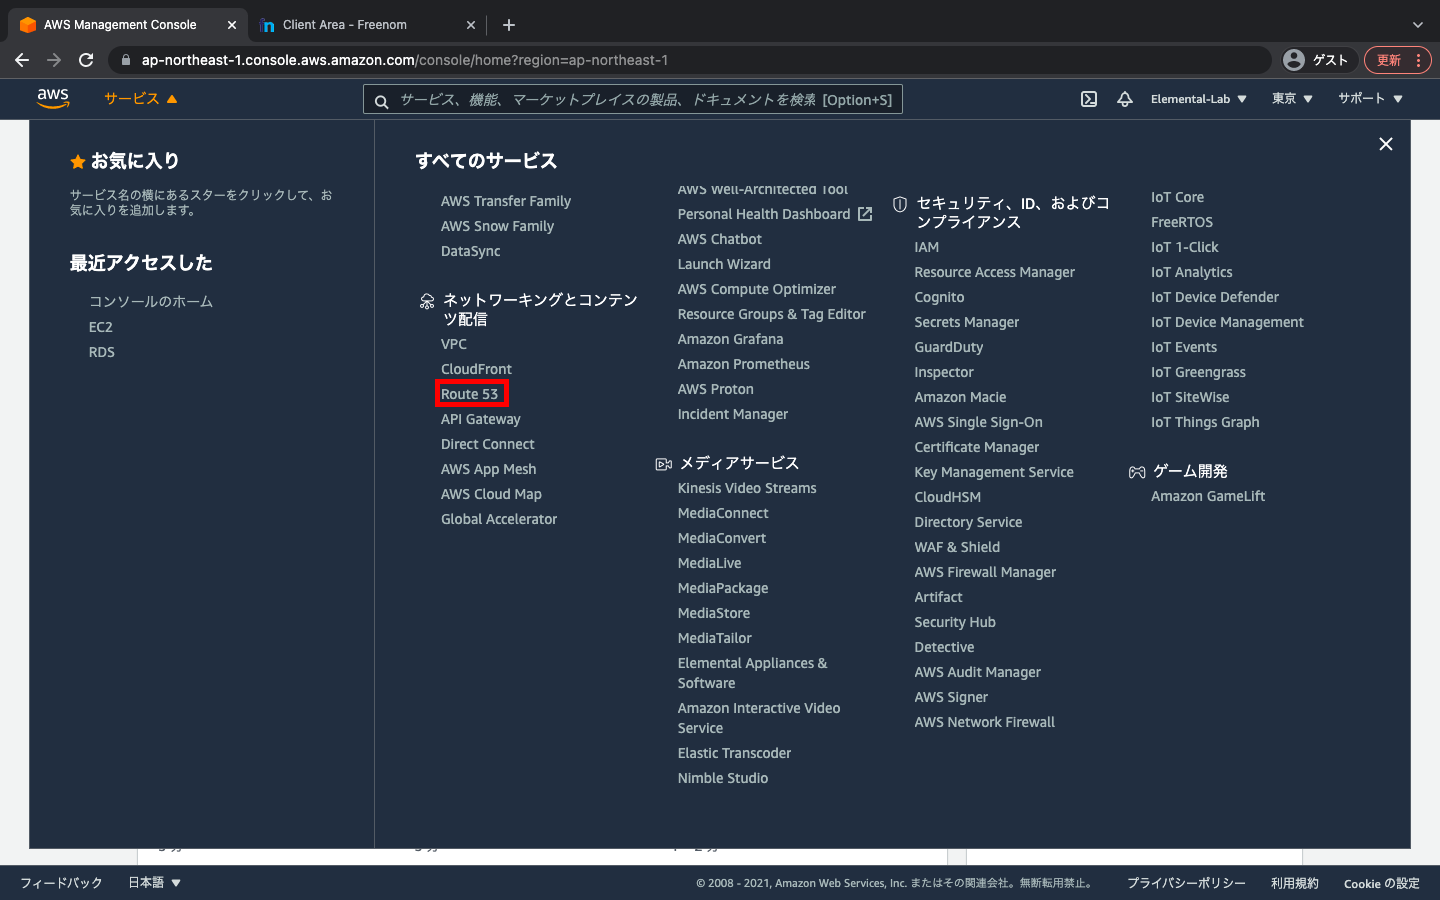 AWS Management Console
Client Area - Freenom
ap-northeast-1.console.aws.amazon.com/console/home?region=ap-northeast-1
ゲスト
更新
aws
サービス
サービス、機能、マーケットプレイスの製品、ドキュメントを検索 [Option+S]
Elemental-Lab
東京
サポート
お気に入り
サービス名の横にあるスターをクリックして、お
気に入りを追加します。
最近アクセスした
コンソールのホーム
EC2
RDS
すべてのサービス
AWS Transfer Family
AWS Snow Family
DataSync
ネットワーキングとコンテン
ツ配信
VPC
CloudFront
Route 53
API Gateway
Direct Connect
AWS App Mesh
AWS Cloud Map
Global Accelerator
AWS Well-Architected Tool
Personal Health Dashboard
AWS Chatbot
Launch Wizard
AWS Compute Optimizer
Resource Groups & Tag Editor
Amazon Grafana
Amazon Prometheus
AWS Proton
Incident Manager
メディアサービス
Kinesis Video Streams
MediaConnect
MediaConvert
MediaLive
MediaPackage
MediaStore
MediaTailor
Elemental Appliances &
Software
Amazon Interactive Video
Service
Elastic Transcoder
Nimble Studio
セキュリティ、ID、およびコ
ンプライアンス
IAM
Resource Access Manager
Cognito
Secrets Manager
GuardDuty
Inspector
Amazon Macie
AWS Single Sign-On
Certificate Manager
Key Management Service
CloudHSM
Directory Service
WAF & Shield
AWS Firewall Manager
Artifact
Security Hub
Detective
AWS Audit Manager
AWS Signer
AWS Network Firewall
IoT Core
FreeRTOS
IoT 1-Click
IoT Analytics
IoT Device Defender
IoT Device Management
IoT Events
IoT Greengrass
IoT SiteWise
IoT Things Graph
ゲーム開発
Amazon GameLift
フィードバック
日本語
© 2008 - 2021, Amazon Web Services, Inc. またはその関連会社。無断転用禁止。
プライバシーポリシー
利用規約
Cookie の設定